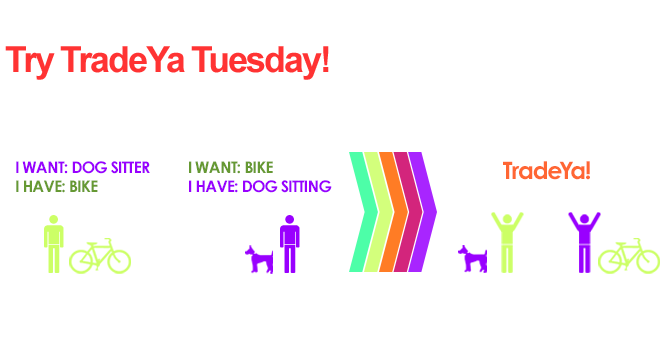 Try TradeYa Tuesday!
I WANT: DOG SITTER
I HAVE: BIKE
I WANT: BIKE
I HAVE: DOG SITTING
TradeYa!